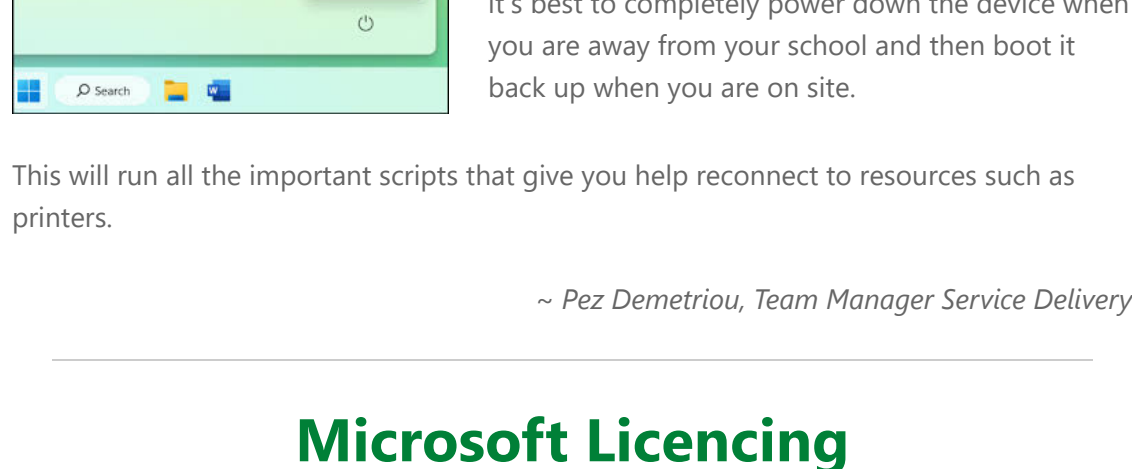 It's best to completely power down the device when
you are away from your school and then boot it
back up when you are on site.
Search
This will run all the important scripts that give you help reconnect to resources such as
printers.
~ Pez Demetriou, Team Manager Service Delivery
Microsoft Licencing